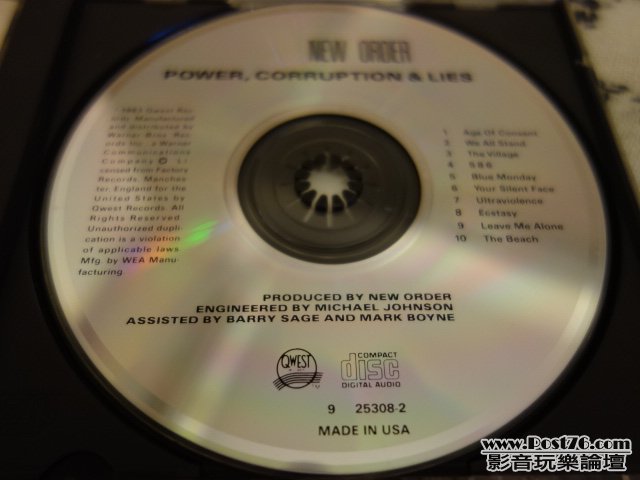 NEW ORDER
POWER, CORRUPTION & LIES
1 Age Of Consent
2 We All Stand
3 The Village
4 586
5 Blue Monday
6 Your Silent Face
7 Ultraviolence
8 Ecstasy
9 Leave Me Alone
10 The Beach
Qwest Rec-
ords Manufactured
and distributed by
Warner Bros. Rec-
ords Inc., a Warner
Communications
Company Ⓟ Li-
censed from Factory
Records, Manches-
ter, England for the
United States by
Qwest Records. All
Rights Reserved.
Unauthorized dupli-
cation is a violation
of applicable laws.
Mfg. by WEA Manu-
facturing.
PRODUCED BY NEW ORDER
ENGINEERED BY MICHAEL JOHNSON
ASSISTED BY BARRY SAGE AND MARK BOYNE
QWEST
COMPACT
disc
DIGITAL AUDIO
9 25308-2
MADE IN USA
www.Post76.com
影音玩樂論壇